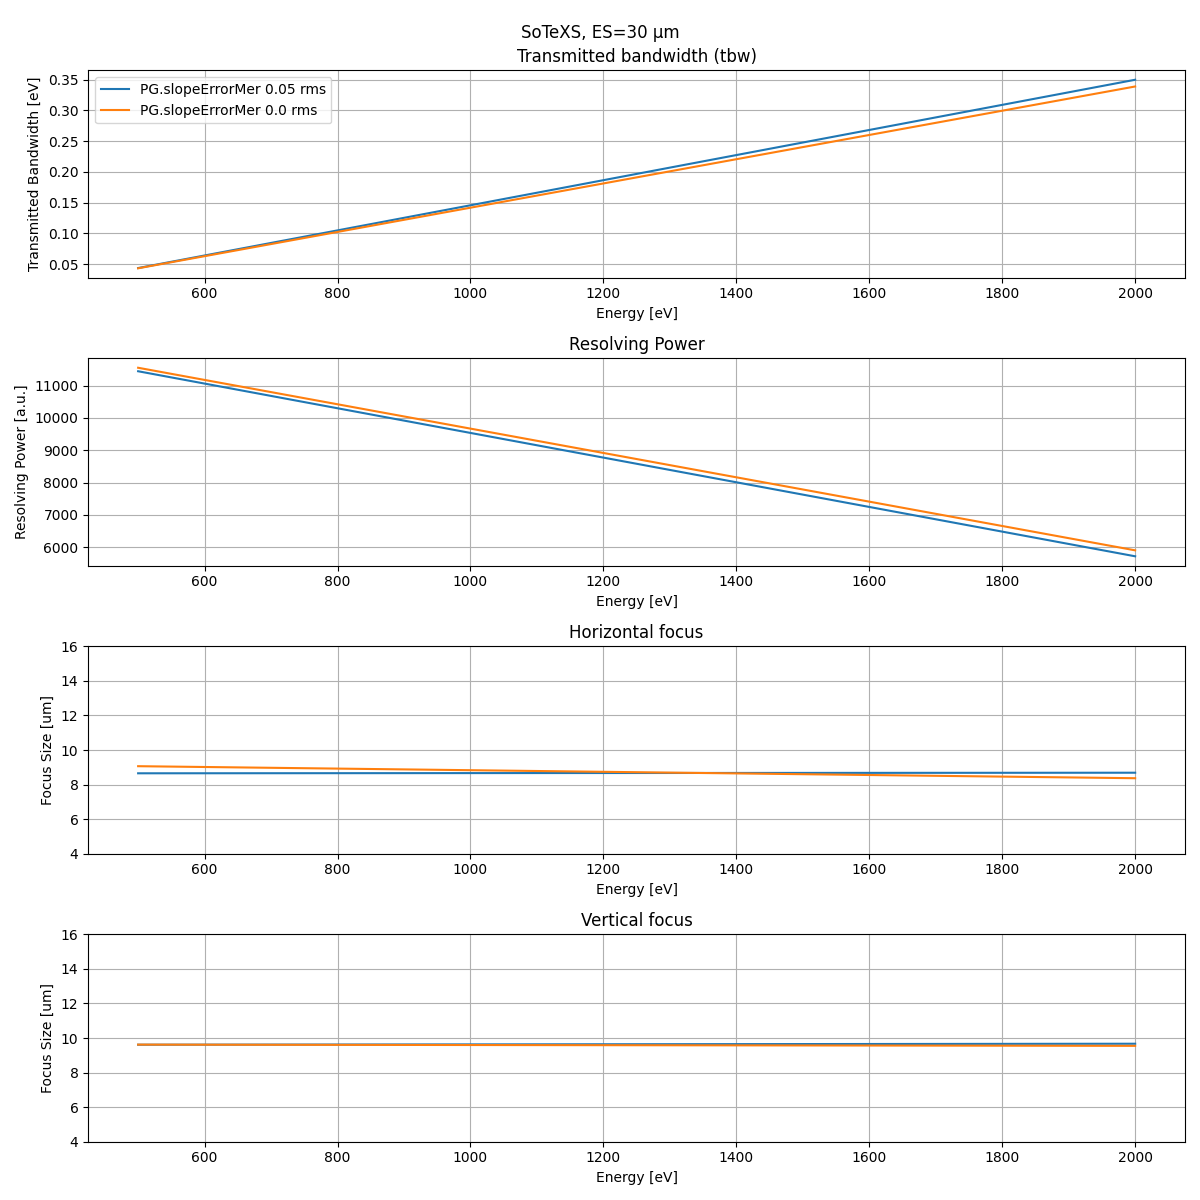 SoTeXS, ES=30 μm
Transmitted bandwidth (tbw)
Transmitted Bandwidth [eV]
0.35
0.30
0.25
0.20
0.15
0.10
0.05
PG.slopeErrorMer 0.05 rms
PG.slopeErrorMer 0.0 rms
600 800 1000 1200 1400 1600 1800 2000
Energy [eV]
Resolving Power
Resolving Power [a.u.]
11000
10000
9000
8000
7000
6000
600 800 1000 1200 1400 1600 1800 2000
Energy [eV]
Horizontal focus
Focus Size [um]
16
14
12
10
8
6
4
600 800 1000 1200 1400 1600 1800 2000
Energy [eV]
Vertical focus
Focus Size [um]
16
14
12
10
8
6
4
600 800 1000 1200 1400 1600 1800 2000
Energy [eV]